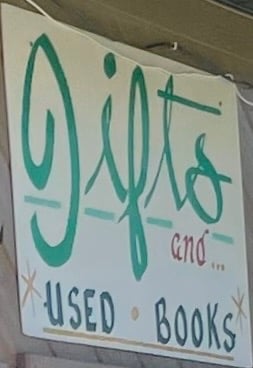 Gifts
and...
USED • BOOKS